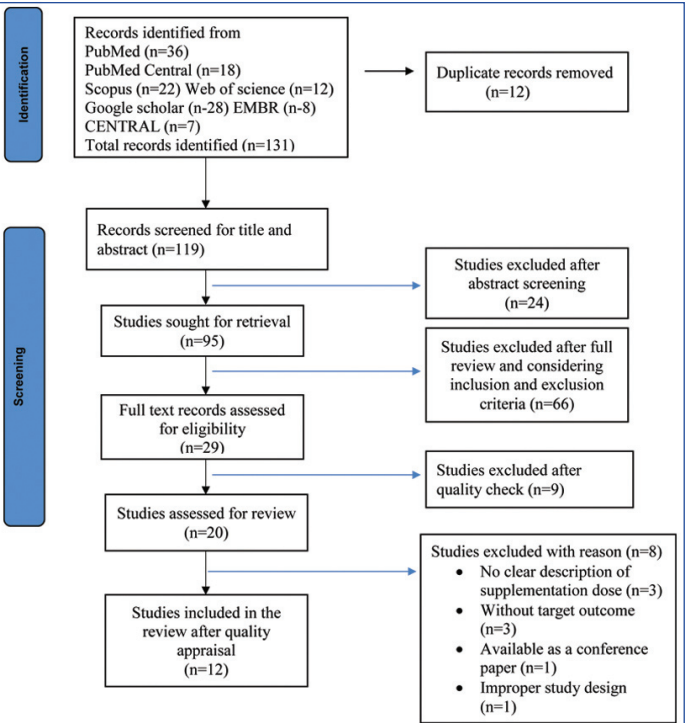 Identification
Records identified from
PubMed (n=36)
PubMed Central (n=18)
Scopus (n=22) Web of science (n=12)
Google scholar (n-28) EMBR (n-8)
CENTRAL (n=7)
Total records identified (n=131)
Duplicate records removed
(n=12)
Screening
Records screened for title and
abstract (n=119)
Studies excluded after
abstract screening
(n=24)
Studies sought for retrieval
(n=95)
Studies excluded after full
review and considering
inclusion and exclusion
criteria (n=66)
Full text records assessed
for eligibility
(n=29)
Studies excluded after
quality check (n=9)
Studies assessed for review
(n=20)
Studies excluded with reason (n=8)
• No clear description of
supplementation dose (n=3)
• Without target outcome
(n=3)
• Available as a conference
paper (n=1)
• Improper study design
(n=1)
Studies included in the
review after quality
appraisal
(n=12)